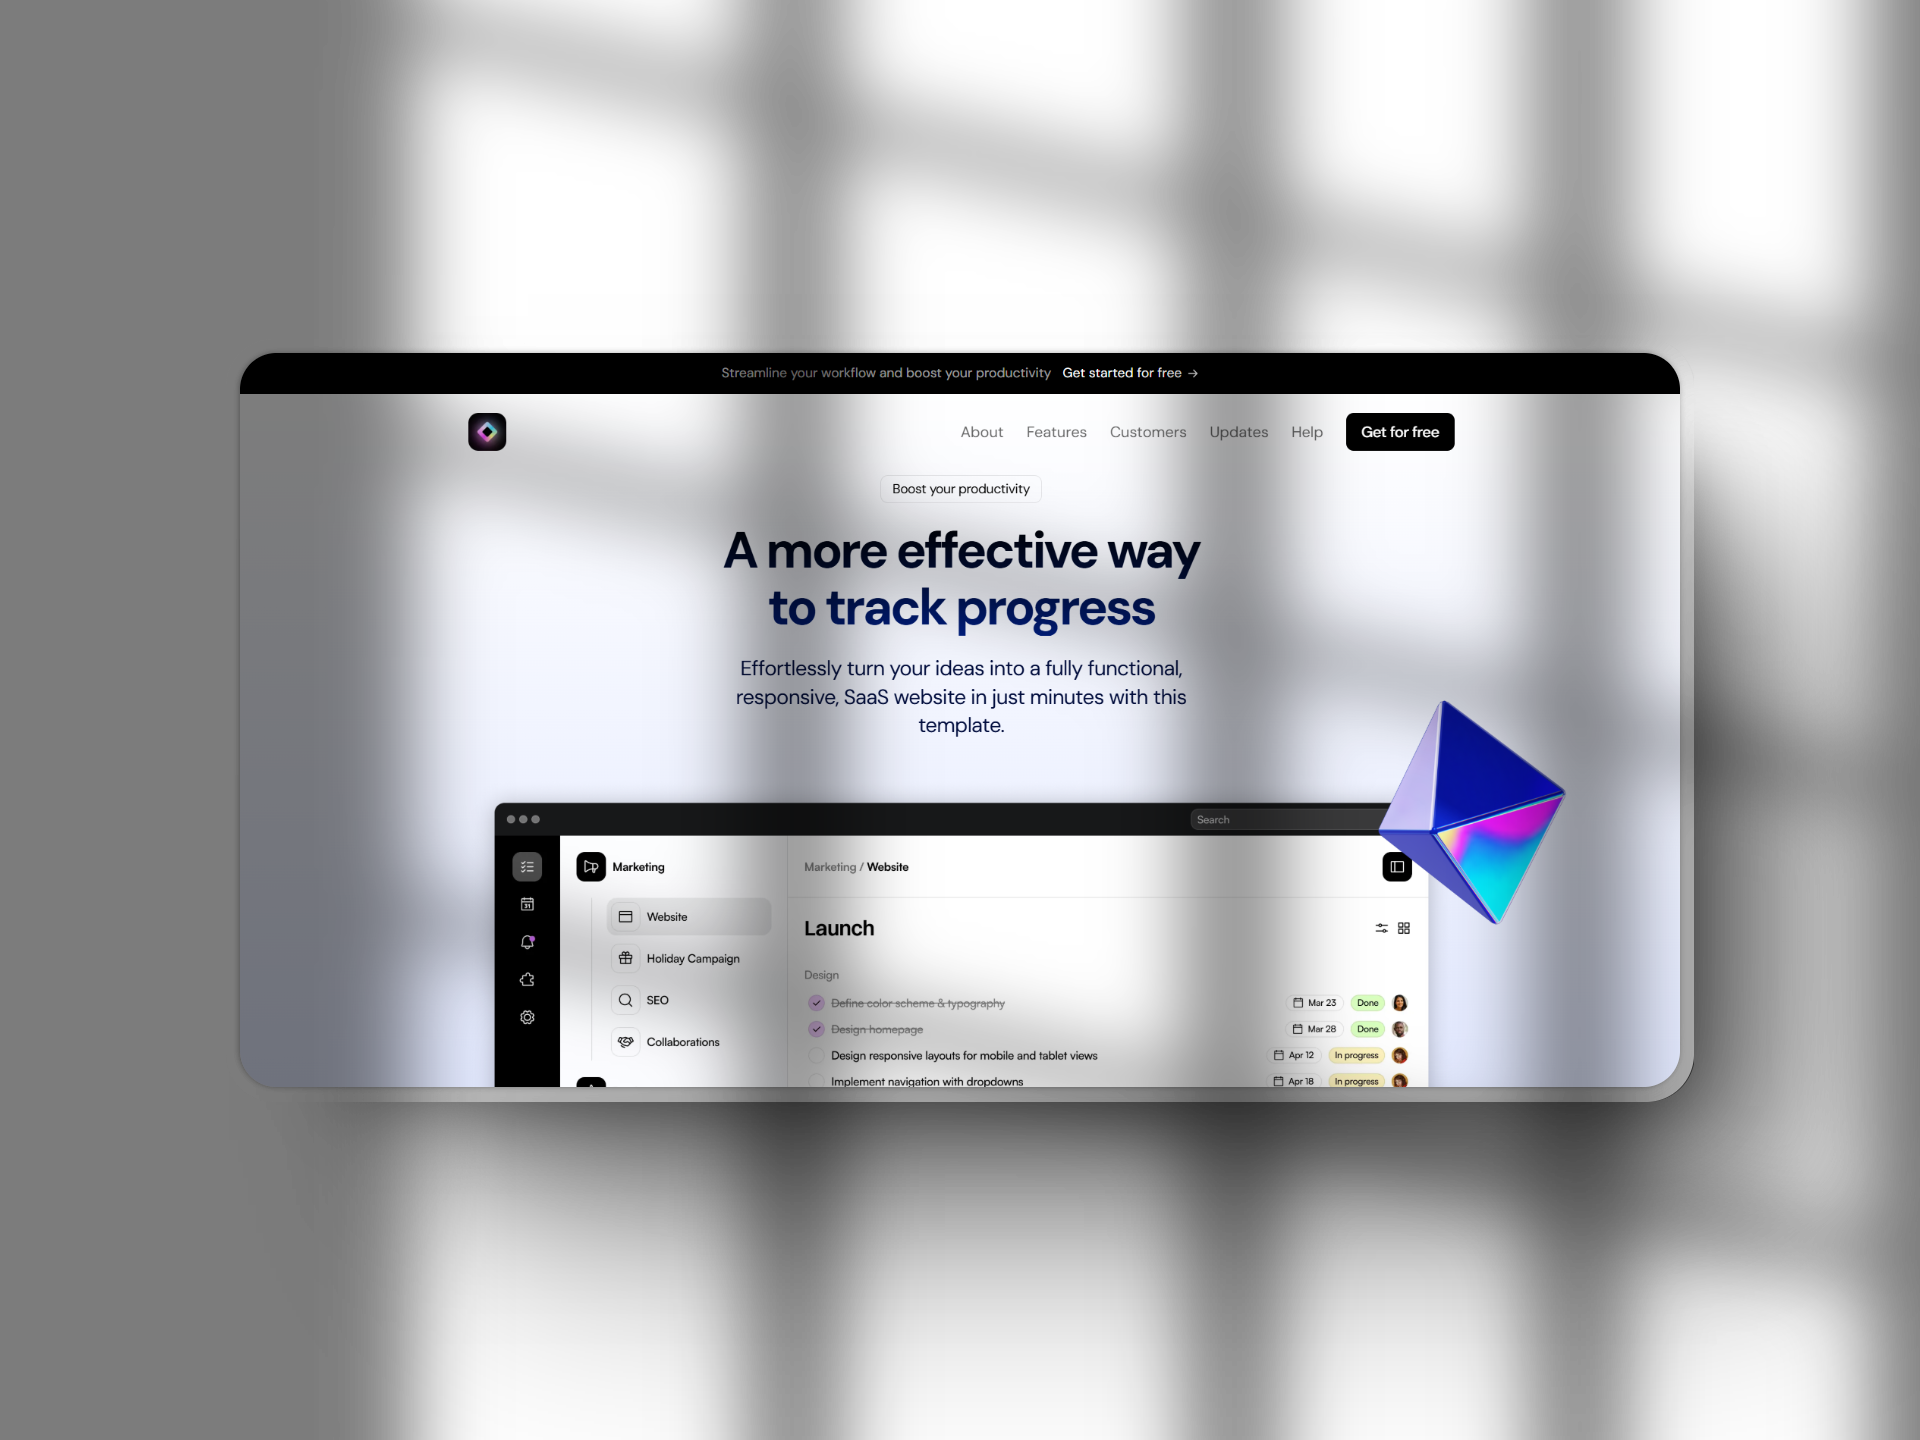 Streamline your workflow and boost your productivity Get started for free →
About Features Customers Updates Help Get for free
Boost your productivity
A more effective way
to track progress
Effortlessly turn your ideas into a fully functional,
responsive, SaaS website in just minutes with this
template.
Search
Marketing
Marketing / Website
31
Website
Launch
Holiday Campaign
Design
SEO
Define color scheme & typography Mar 23 Done
Design homepage Mar 28 Done
Collaborations
Design responsive layouts for mobile and tablet views Apr 12 In progress
Implement navigation with dropdowns Apr 18 In progress